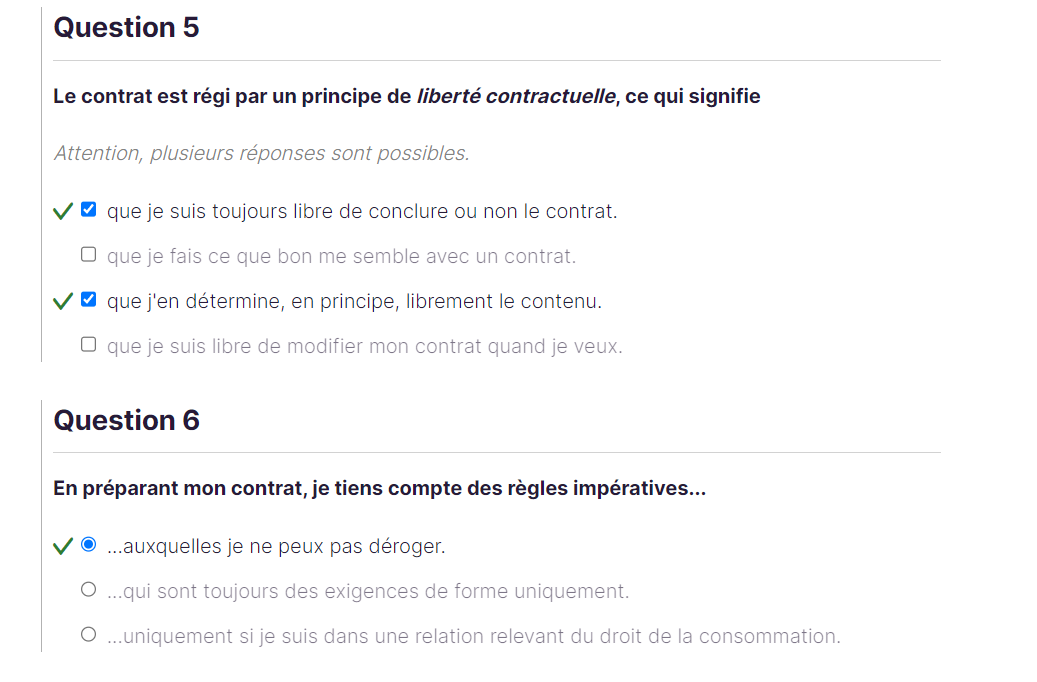 Question 5
Le contrat est régi par un principe de liberté contractuelle, ce qui signifie
Attention, plusieurs réponses sont possibles.
que je suis toujours libre de conclure ou non le contrat.
que je fais ce que bon me semble avec un contrat.
que j'en détermine, en principe, librement le contenu.
que je suis libre de modifier mon contrat quand je veux.
Question 6
En préparant mon contrat, je tiens compte des règles impératives...
...auxquelles je ne peux pas déroger.
...qui sont toujours des exigences de forme uniquement.
...uniquement si je suis dans une relation relevant du droit de la consommation.